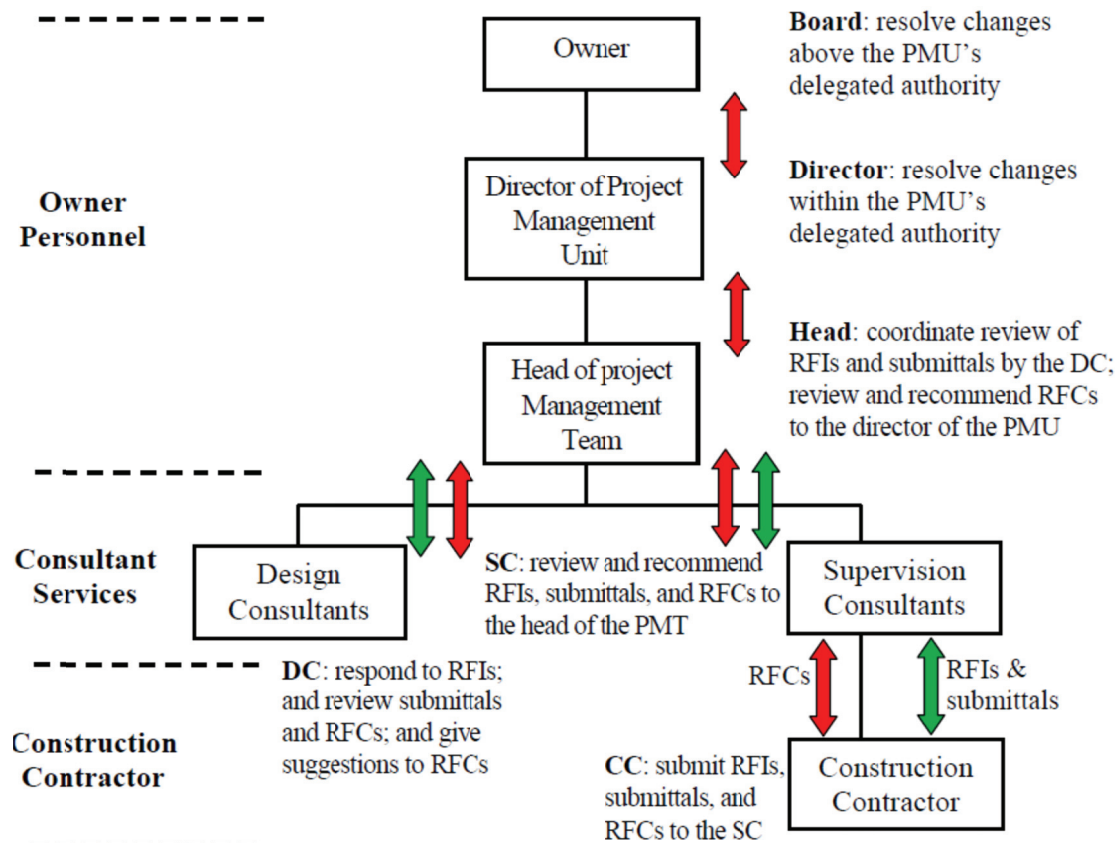 Owner
Board: resolve changes
above the PMU's
delegated authority
Owner
Personnel
Director of Project
Management
Unit
Director: resolve changes
within the PMU's
delegated authority
Head of project
Management
Team
Head: coordinate review of
RFIs and submittals by the DC;
review and recommend RFCs
to the director of the PMU
Consultant
Services
Design
Consultants
SC: review and recommend
RFIs, submittals, and RFCs to
the head of the PMT
Supervision
Consultants
DC: respond to RFIs;
and review submittals
and RFCs; and give
suggestions to RFCs
RFCs
RFIs &
submittals
Construction
Contractor
CC: submit RFIs,
submittals, and
RFCs to the SC
Construction
Contractor